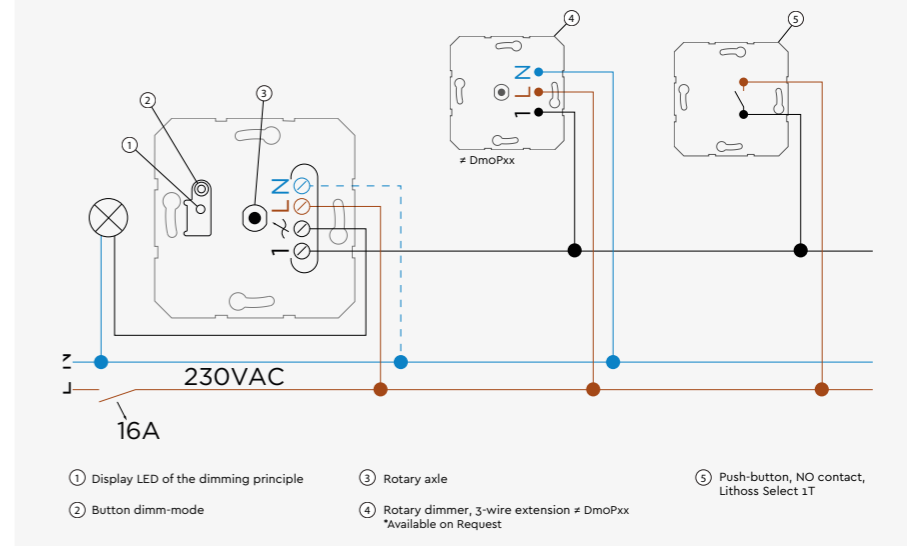 4
5
2
3
1
N
L
1
≠ DmoPxx
N
L
1
N
L
230VAC
16A
1 Display LED of the dimming principle
2 Button dimm-mode
3 Rotary axle
4 Rotary dimmer, 3-wire extension ≠ DmoPxx
*Available on Request
5 Push-button, NO contact,
Lithoss Select 1T